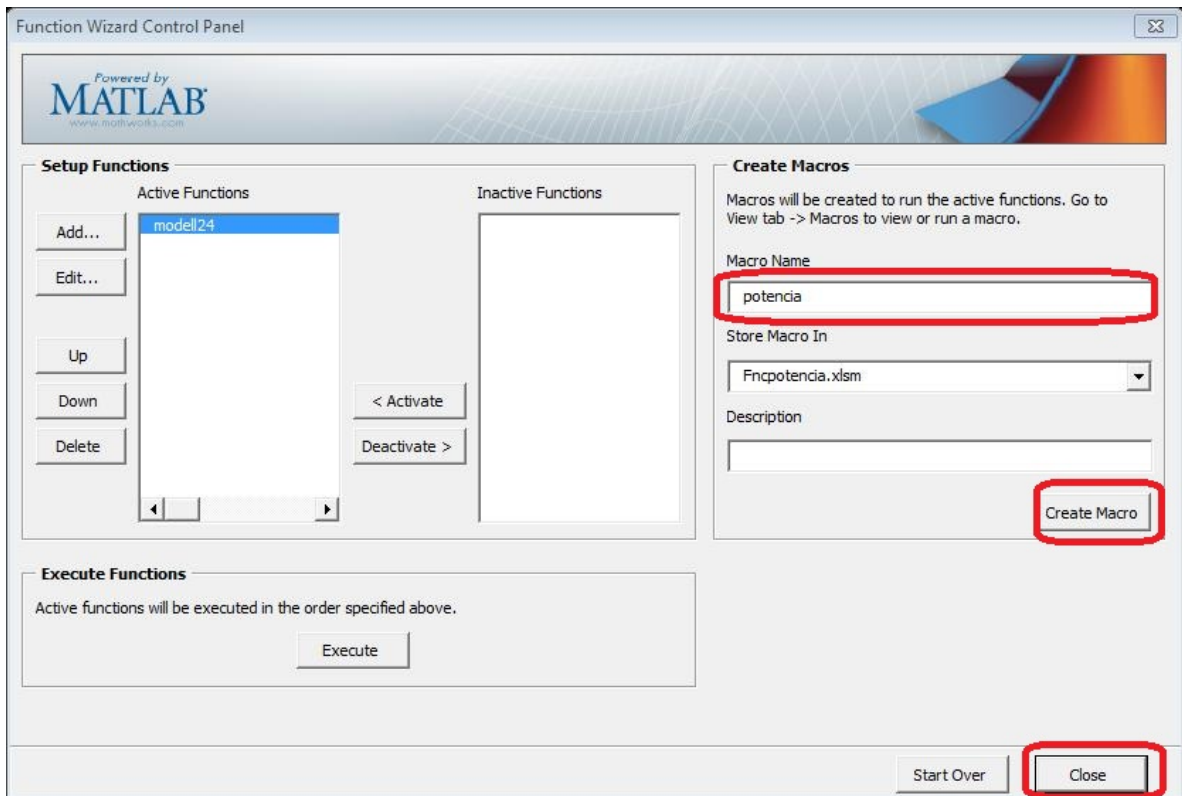 Function Wizard Control Panel
Powered by
MATLAB
www.mathworks.com
Setup Functions
Active Functions
Inactive Functions
Add...
Edit...
Up
Down
Delete
modell24
< Activate
Deactivate >
Create Macros
Macros will be created to run the active functions. Go to
View tab -> Macros to view or run a macro.
Macro Name
potencia
Store Macro In
Fncpotencia.xlsm
Description
Create Macro
Execute Functions
Active functions will be executed in the order specified above.
Execute
Start Over
Close